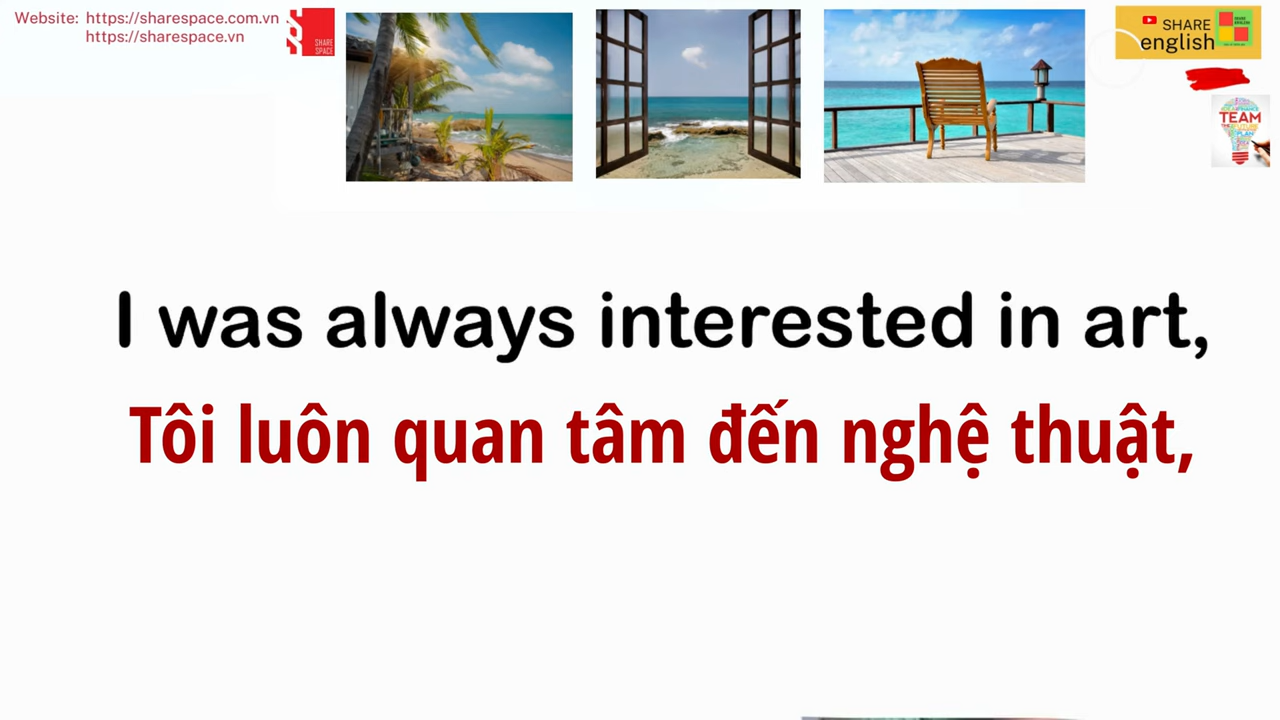 Website: https://sharespace.com.vn
https://sharespace.vn
SHARE
SPACE
SHARE
english
TEAM
PLAN
I was always interested in art,
Tôi luôn quan tâm đến nghệ thuật,